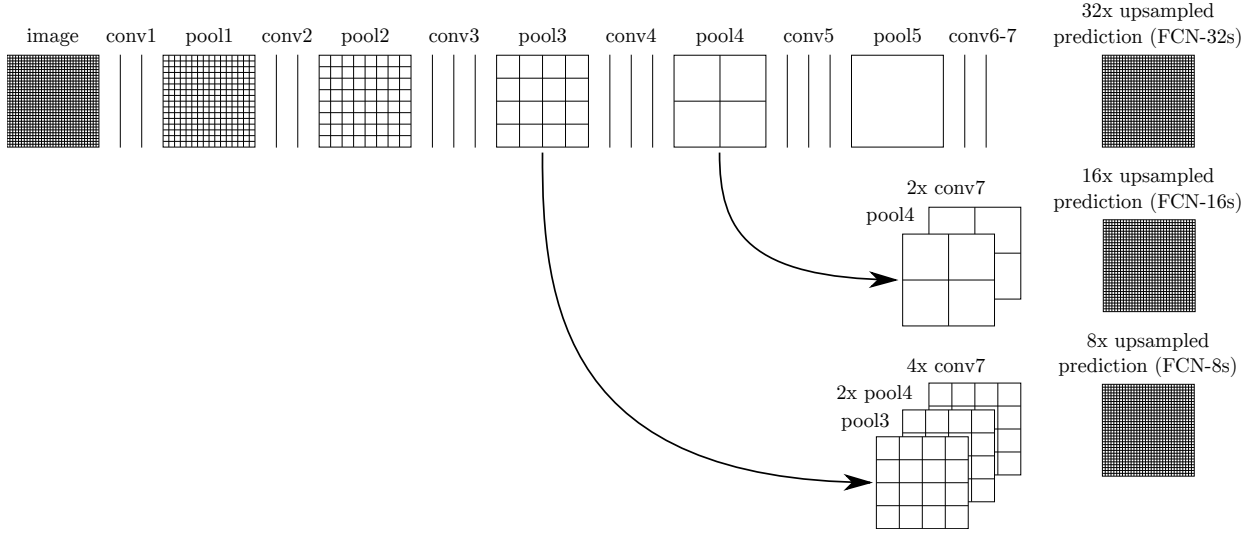 image conv1 pool1 conv2 pool2 conv3 pool3 conv4 pool4 conv5 pool5 conv6-7
32x upsampled
prediction (FCN-32s)
2x conv7
pool4
16x upsampled
prediction (FCN-16s)
4x conv7
2x pool4
pool3
8x upsampled
prediction (FCN-8s)